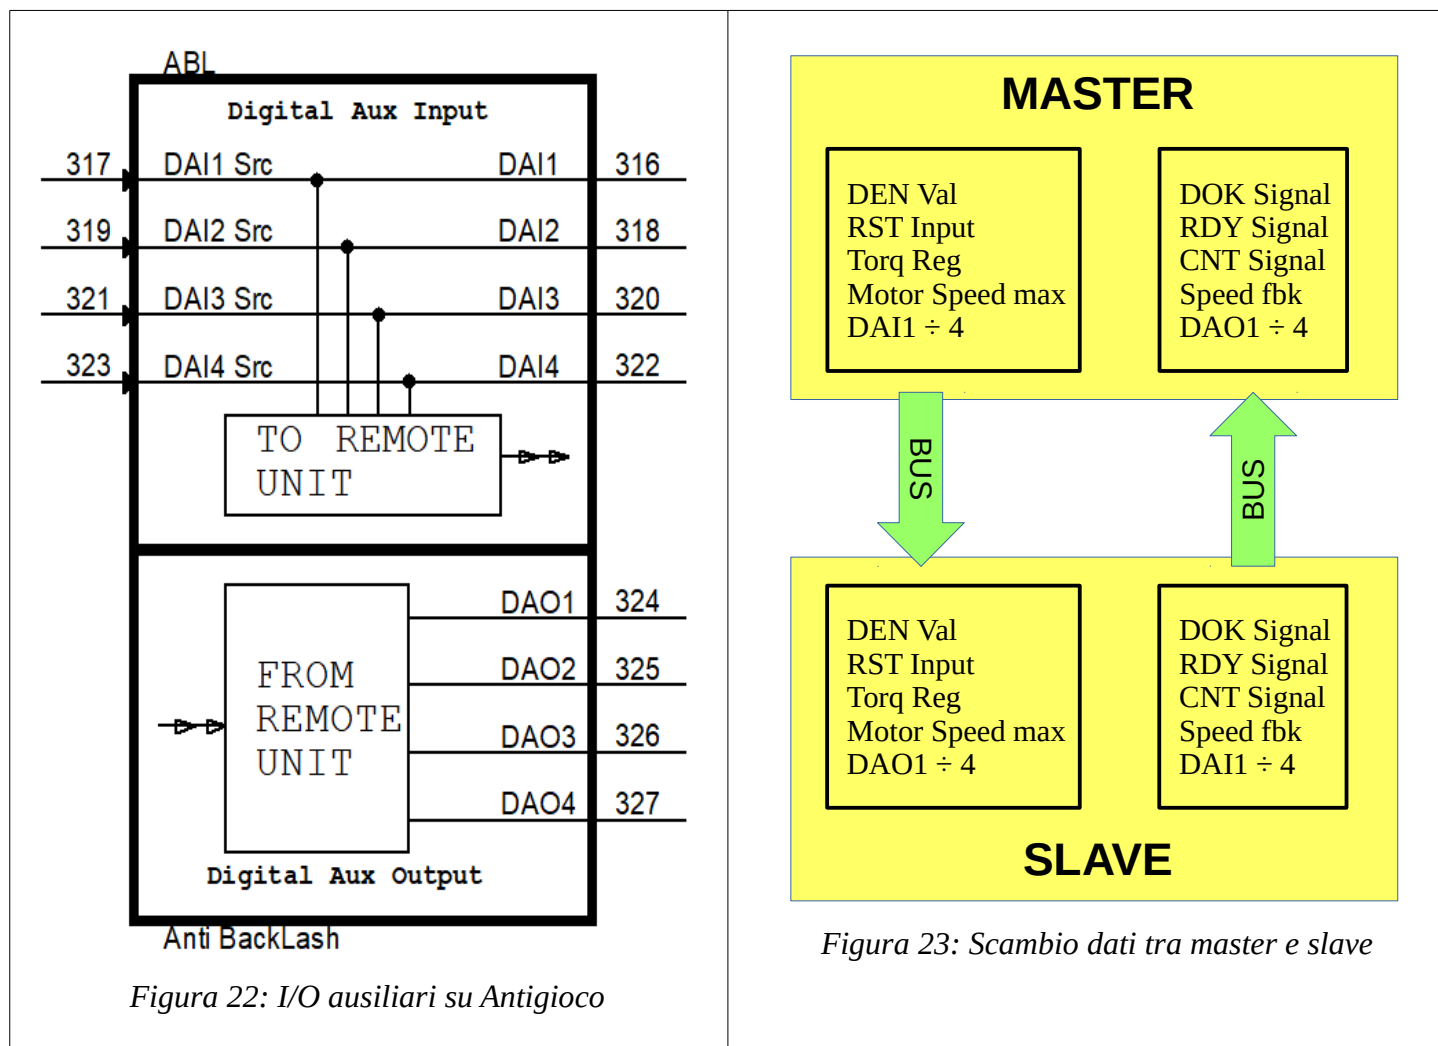 ABL
Digital Aux Input
317 DAI1 Src DAI1 316
319 DAI2 Src DAI2 318
321 DAI3 Src DAI3 320
323 DAI4 Src DAI4 322
TO REMOTE
UNIT
DAO1 324
DAO2 325
DAO3 326
DAO4 327
FROM
REMOTE
UNIT
Digital Aux Output
Anti BackLash
Figura 22: I/O ausiliari su Antigioco
MASTER
DEN Val
RST Input
Torq Reg
Motor Speed max
DAI1 ÷ 4
DOK Signal
RDY Signal
CNT Signal
Speed fbk
DAO1 ÷ 4
BUS
BUS
DEN Val
RST Input
Torq Reg
Motor Speed max
DAO1 ÷ 4
DOK Signal
RDY Signal
CNT Signal
Speed fbk
DAI1 ÷ 4
SLAVE
Figura 23: Scambio dati tra master e slave